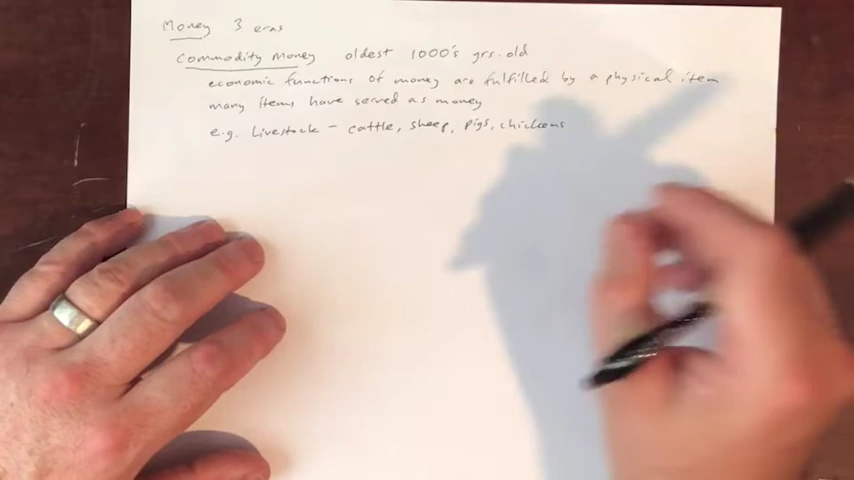 Money 3 eras
Commodity Money oldest 1000's yrs. old
economic functions of money are fulfilled by a physical item
many items have served as money
e.g. Livestock - cattle, sheep, pigs, chickens